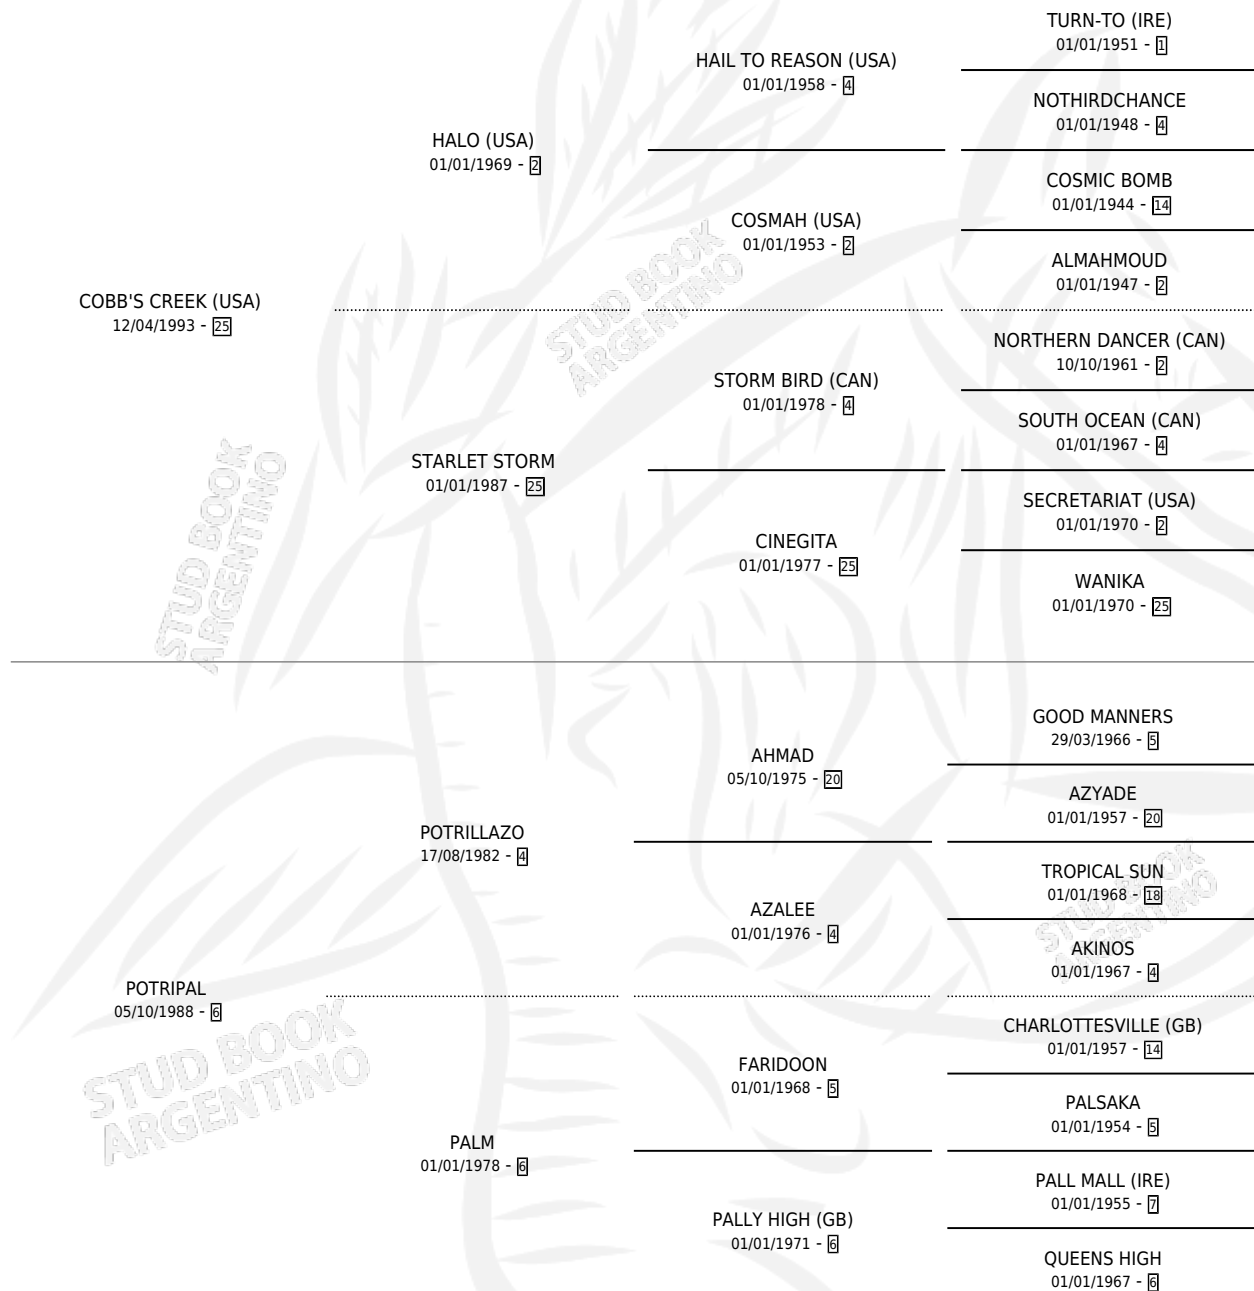 TURN-TO (IRE)
01/01/1951 - 1
HAIL TO REASON (USA)
01/01/1958 - 4
NOTHIRDCHANCE
01/01/1948 - 4
HALO (USA)
01/01/1969 - 2
COSMIC BOMB
01/01/1944 - 14
COSMAH (USA)
01/01/1953 - 2
ALMAHMOUD
01/01/1947 - 2
COBB'S CREEK (USA)
12/04/1993 - 25
NORTHERN DANCER (CAN)
10/10/1961 - 2
STORM BIRD (CAN)
01/01/1978 - 4
SOUTH OCEAN (CAN)
01/01/1967 - 4
STARLET STORM
01/01/1987 - 25
SECRETARIAT (USA)
01/01/1970 - 2
CINEGITA
01/01/1977 - 25
WANIKA
01/01/1970 - 25
GOOD MANNERS
29/03/1966 - 5
AHMAD
05/10/1975 - 20
AZYADE
01/01/1957 - 20
POTRILLAZO
17/08/1982 - 4
TROPICAL SUN
01/01/1968 - 18
AZALEE
01/01/1976 - 4
AKINOS
01/01/1967 - 4
POTRIPAL
05/10/1988 - 6
CHARLOTTESVILLE (GB)
01/01/1957 - 14
FARIDOON
01/01/1968 - 5
PALSAKA
01/01/1954 - 5
PALM
01/01/1978 - 6
PALL MALL (IRE)
01/01/1955 - 7
PALLY HIGH (GB)
01/01/1971 - 6
QUEENS HIGH
01/01/1967 - 6
STUD BOOK
ARGENTINO
STUD BOOK
ARGENTINO
STUD BOOK
ARGENTINO
STUD BOOK
ARGENTINO